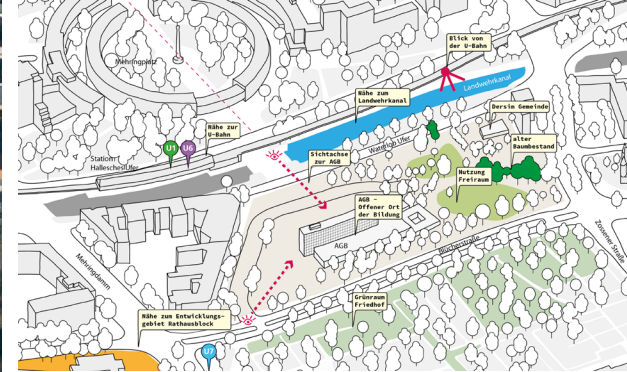 Blick von
der U-Bahn
Mehringplatz
Landwehrkanal
Nähe zum
Landwehrkanal
Dersim Gemeinde
Nähe zur
U-Bahn
Waterloo Ufer
alter
Baumbestand
U1
U6
Station
Hallesches Ufer
Sichtachse
zur AGB
Nutzung
Freiraum
AGB -
Offener Ort
der Bildung
AGB
Blücherstraße
Zossener Straße
Mehringdamm
Grünraum
Friedhof
Nähe zum Entwicklungs-
gebiet Rathausblock
U7